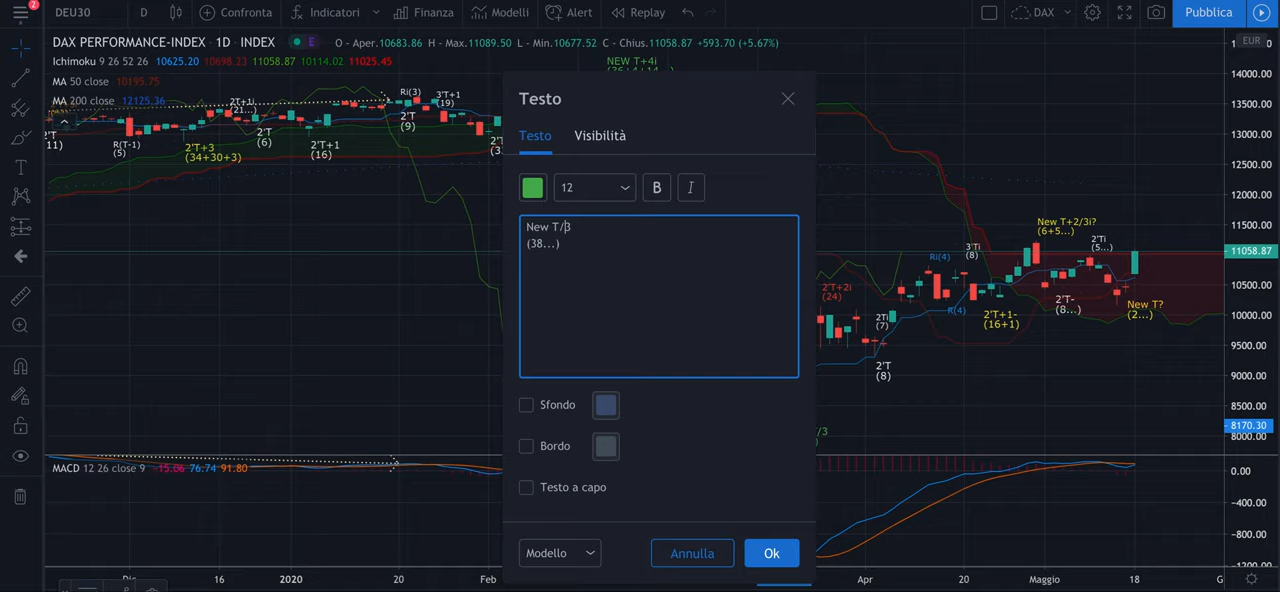 2
DEU30
D
Confronta
Indicatori
Finanza
Modelli
Alert
Replay
DAX
Pubblica
DAX PERFORMANCE-INDEX · 1D · INDEX
E
O - Aper.10683.86 H - Max.11089.50 L - Min.10677.52 C - Chius.11058.87 +593.70 (+5.67%)
EUR
Ichimoku 9 26 52 26 10625.20 10698.23 11058.87 10114.02 11025.45
NEW T+4i
MA 50 close 10195.75
MA 200 close 12125.36
14000.00
13500.00
13000.00
12500.00
12000.00
11500.00
11058.87
10500.00
10000.00
9500.00
9000.00
8500.00
8170.30
8000.00
2'T+1i
(21...)
Ri(3)
3'T+1
(19)
2'T
(9)
2'T
(6)
R(T-1)
(5)
2'T+1
(16)
2'T+3
(34+30+3)
11)
Testo
Testo
Visibilità
12
B
I
New T/3
(38...)
Sfondo
Bordo
Testo a capo
Modello
Annulla
Ok
New T+2/3i?
(6+5...)
3'Ti
(8)
2'Ti
(5...)
Ri(4)
2'T+2i
(24)
R(4)
2Ti
(7)
2'T+1-
(16+1)
2'T-
(8...)
New T?
(2...)
2'T
(8)
MACD 12 26 close 9 -15.06 76.74 91.80
0.00
-400.00
-800.00
-1200.00
Dic
16
2020
20
Feb
Apr
20
Maggio
18
G